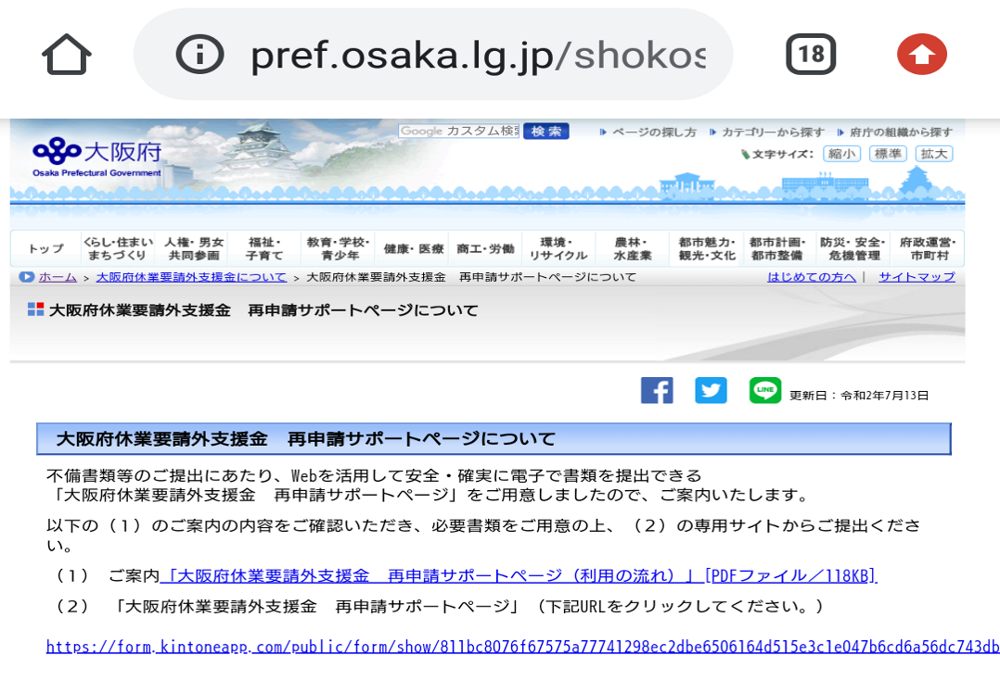 pref.osaka.lg.jp/shokos
18
Google カスタム検索 検索 ページの探し方 カテゴリーから探す 府庁の組織から探す
大阪府
Osaka Prefectural Government
文字サイズ： 縮小 標準 拡大
トップ くらし・住まい まちづくり 人権・男女 共同参画 福祉・ 子育て 教育・学校・ 青少年 健康・医療 商工・労働 環境・ リサイクル 農林・ 水産業 都市魅力・ 観光・文化 都市計画・ 都市整備 防災・安全・ 危機管理 府政運営・ 市町村
ホーム > 大阪府休業要請外支援金について > 大阪府休業要請外支援金　再申請サポートページについて はじめての方へ | サイトマップ
大阪府休業要請外支援金　再申請サポートページについて
LINE 更新日：令和2年7月13日
大阪府休業要請外支援金　再申請サポートページについて
不備書類等のご提出にあたり、Webを活用して安全・確実に電子で書類を提出できる
「大阪府休業要請外支援金　再申請サポートページ」をご用意しましたので、ご案内いたします。
以下の（１）のご案内の内容をご確認いただき、必要書類をご用意の上、（２）の専用サイトからご提出くださ
い。
（１）　ご案内「大阪府休業要請外支援金　再申請サポートページ（利用の流れ）」 [PDFファイル／118KB]
（２）　「大阪府休業要請外支援金　再申請サポートページ」（下記URLをクリックしてください。）
https://form.kintoneapp.com/public/form/show/811bc8076f67575a77741298ec2dbe6506164d515e3c1e047b6cd6a56dc743db